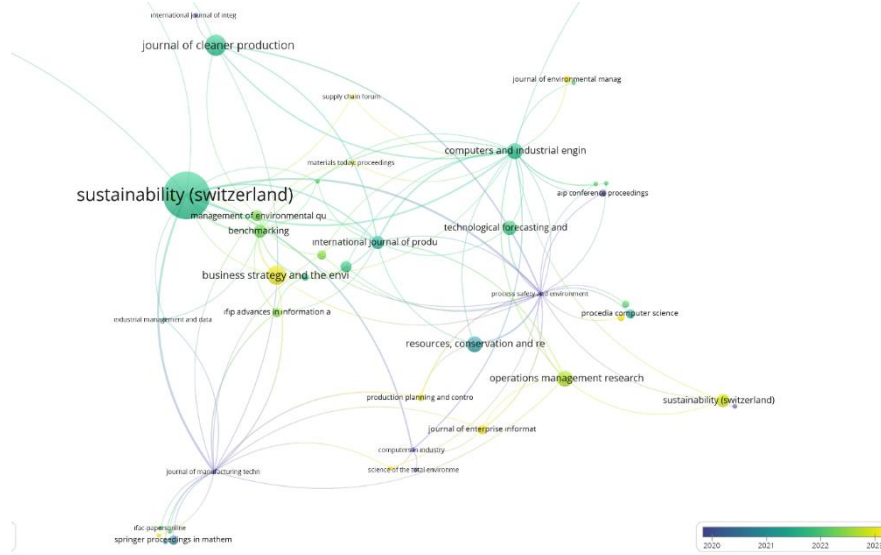 international journal of integ
journal of cleaner production
journal of environmental manag
supply chain forum
computers and industrial engin
materials today: proceedings
sustainability (switzerland)
aip conference proceedings
management of environmental qu
benchmarking
technological forecasting and
international journal of produ
business strategy and the envi
process safety and environment
ifip advances in information a
procedia computer science
industrial management and data
resources, conservation and re
operations management research
production planning and contro
sustainability (switzerland)
journal of enterprise informat
computers in industry
science of the total environme
journal of manufacturing techn
ifac-papersonline
springer proceedings in mathem
2020 2021 2022 2023